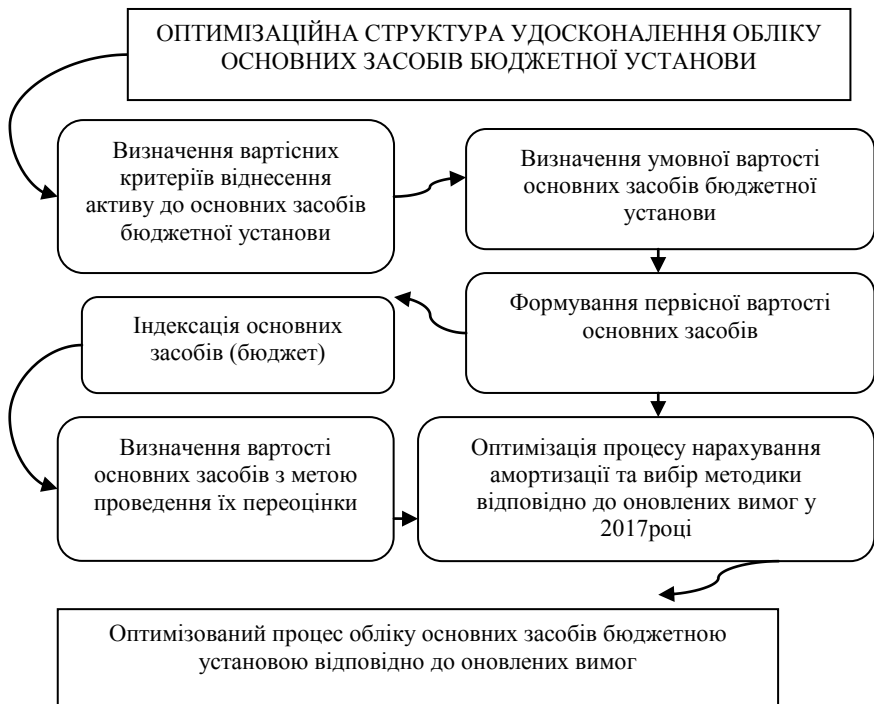 ОПТИМІЗАЦІЙНА СТРУКТУРА УДОСКОНАЛЕННЯ ОБЛІКУ
ОСНОВНИХ ЗАСОБІВ БЮДЖЕТНОЇ УСТАНОВИ
Визначення вартісних
критеріїв віднесення
активу до основних засобів
бюджетної установи
Визначення умовної вартості
основних засобів бюджетної
установи
Формування первісної вартості
основних засобів
Індексація основних
засобів (бюджет)
Визначення вартості
основних засобів з метою
проведення їх переоцінки
Оптимізація процесу нарахування
амортизації та вибір методики
відповідно до оновлених вимог у
2017році
Оптимізований процес обліку основних засобів бюджетною
установою відповідно до оновлених вимог